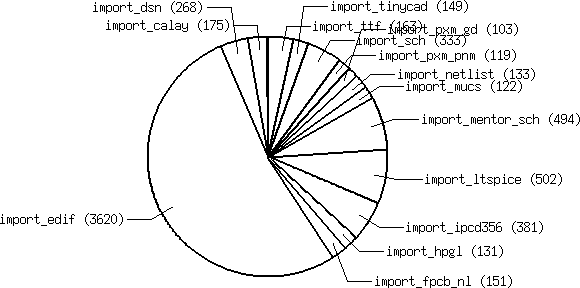 import_dsn (268)
import_tinycad (149)
import_calay (175)
import_ttf (163)
import_pxm_gd (103)
import_sch (333)
import_pxm_pnm (119)
import_netlist (133)
import_mucs (122)
import_mentor_sch (494)
import_ltspice (502)
import_edif (3620)
import_ipcd356 (381)
import_hpgl (131)
import_fpcb_nl (151)